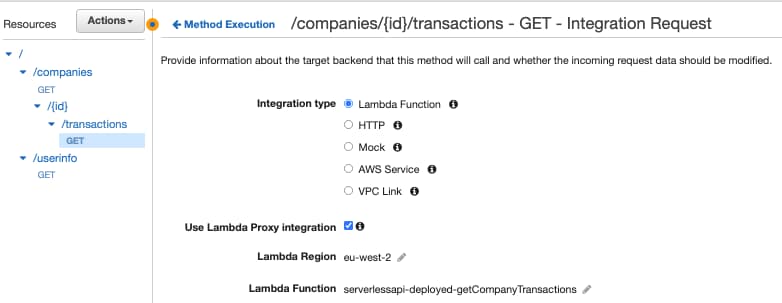 Resources
Actions
Method Execution
/companies/{id}/transactions - GET - Integration Request
/
/companies
GET
/{id}
/transactions
GET
/userinfo
GET
Provide information about the target backend that this method will call and whether the incoming request data should be modified.
Integration type
Lambda Function
HTTP
Mock
AWS Service
VPC Link
Use Lambda Proxy integration
Lambda Region eu-west-2
Lambda Function serverlessapi-deployed-getCompanyTransactions